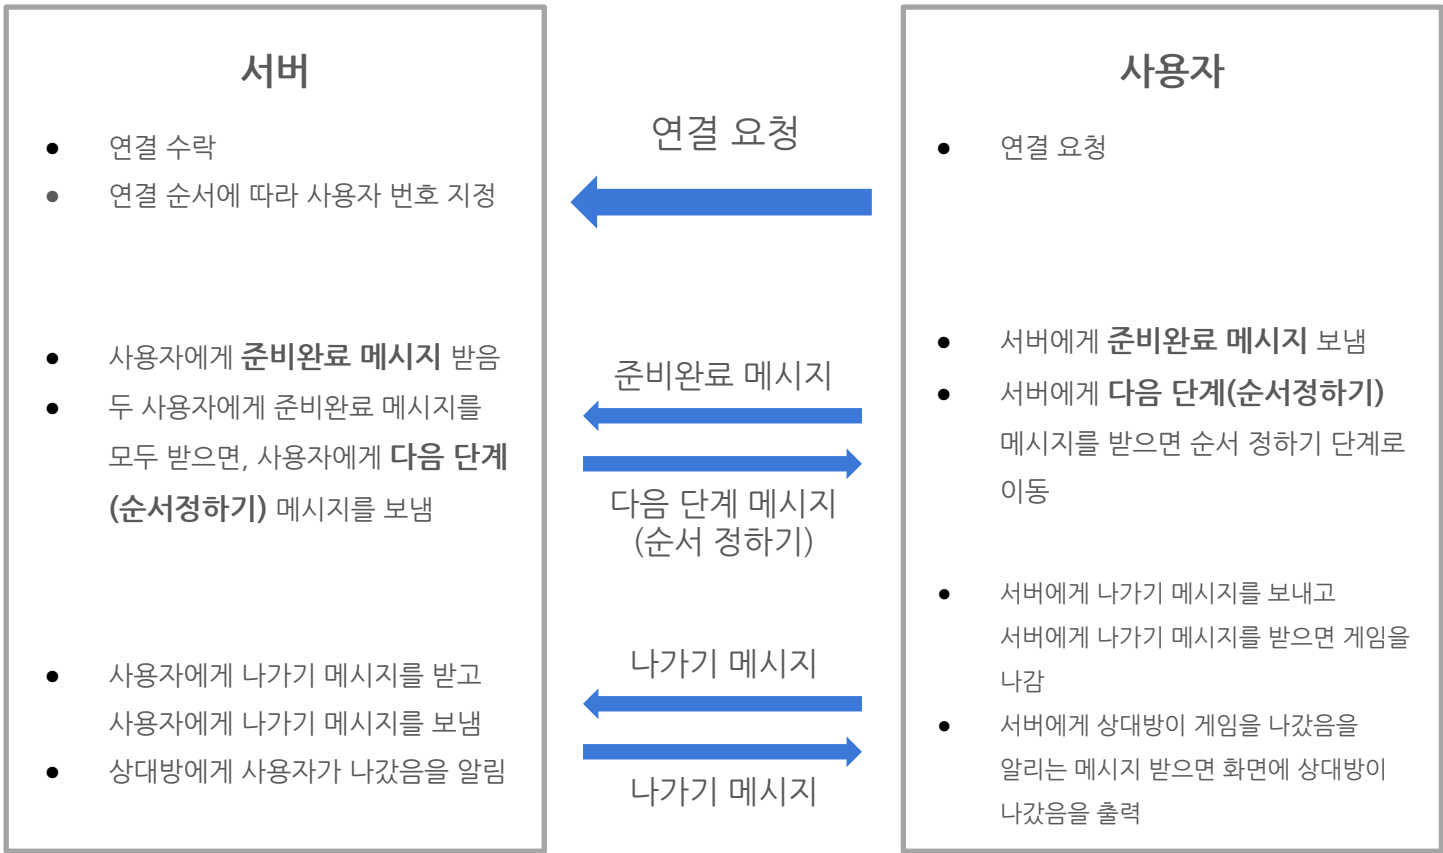 서버
● 연결 수락
● 연결 순서에 따라 사용자 번호 지정
● 사용자에게 준비완료 메시지 받음
● 두 사용자에게 준비완료 메시지를
모두 받으면, 사용자에게 다음 단계
(순서정하기) 메시지를 보냄
● 사용자에게 나가기 메시지를 받고
사용자에게 나가기 메시지를 보냄
● 상대방에게 사용자가 나갔음을 알림
연결 요청
준비완료 메시지
다음 단계 메시지
(순서 정하기)
나가기 메시지
나가기 메시지
사용자
● 연결 요청
● 서버에게 준비완료 메시지 보냄
● 서버에게 다음 단계(순서정하기)
메시지를 받으면 순서 정하기 단계로
이동
● 서버에게 나가기 메시지를 보내고
서버에게 나가기 메시지를 받으면 게임을
나감
● 서버에게 상대방이 게임을 나갔음을
알리는 메시지 받으면 화면에 상대방이
나갔음을 출력